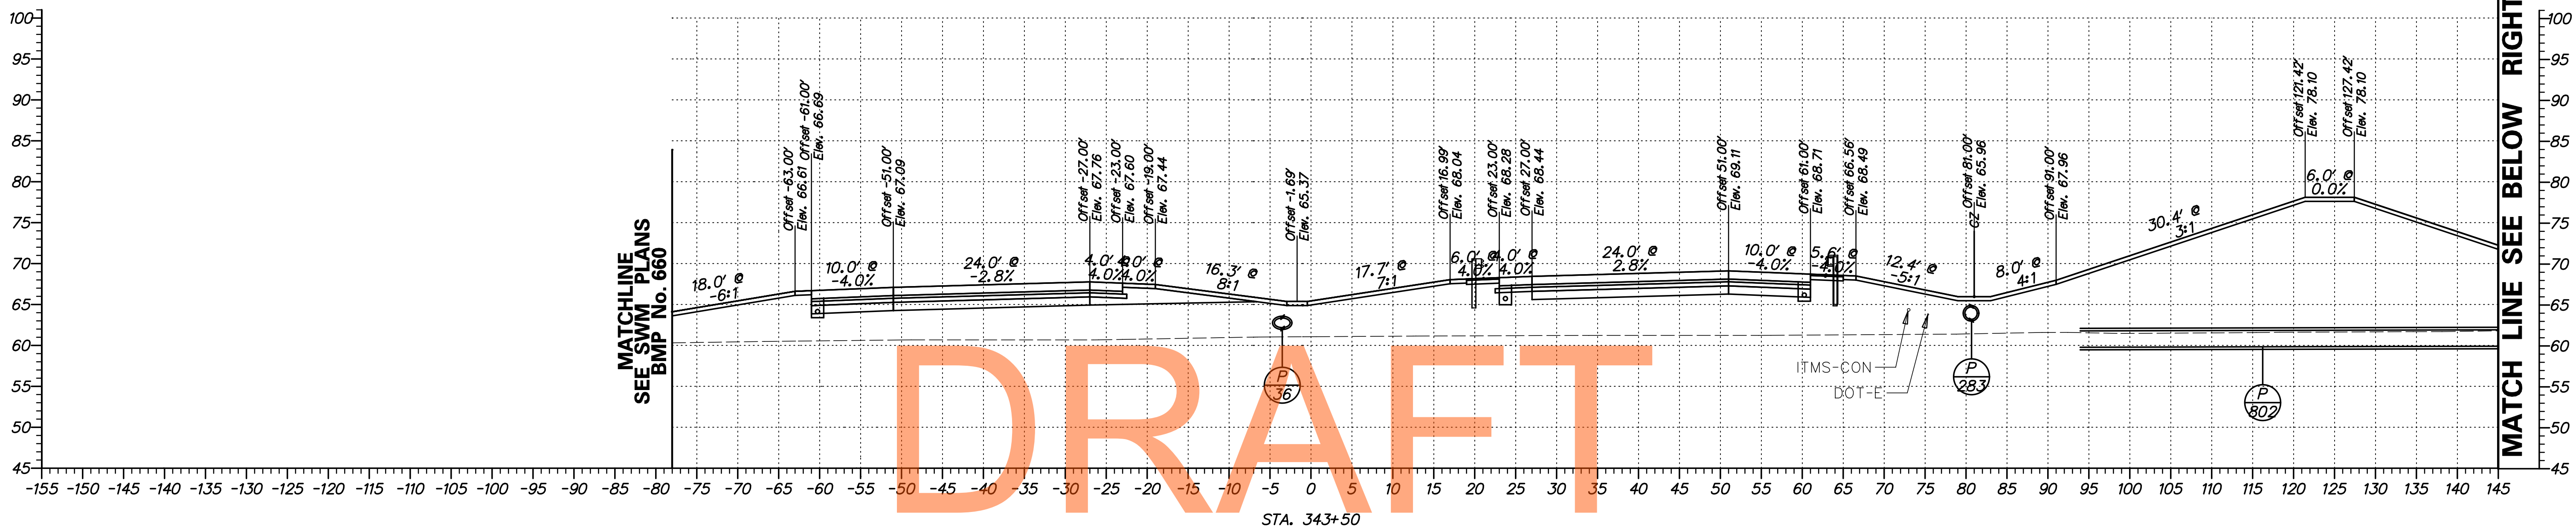 100
95
90
85
80
75
70
65
60
55
50
45
MATCHLINE
SEE SWM PLANS
BMP No. 660
18.0' @
-6:1
Offset -63.00'
Elev. 66.61
Offset -61.00'
Elev. 66.69
10.0' @
-4.0%
Offset -51.00'
Elev. 67.09
24.0' @
-2.8%
Offset -27.00'
Elev. 67.76
4.0' @
4.0%
Offset -23.00'
Elev. 67.60
4.0' @
4.0%
Offset -19.00'
Elev. 67.44
16.3' @
8:1
Offset -1.69'
Elev. 65.37
17.7' @
7:1
Offset 16.99'
Elev. 68.04
6.0' @
4.0%
Offset 23.00'
Elev. 68.28
4.0' @
4.0%
Offset 27.00'
Elev. 68.44
24.0' @
2.8%
Offset 51.00'
Elev. 69.11
10.0' @
-4.0%
Offset 61.00'
Elev. 68.71
5.6' @
-4.0%
Offset 66.56'
Elev. 68.49
12.4' @
-5:1
CZ Offset 81.00'
Elev. 65.96
8.0' @
4:1
Offset 91.00'
Elev. 67.96
30.4' @
3:1
Offset 121.42'
Elev. 78.10
6.0' @
0.0%
Offset 127.42'
Elev. 78.10
P
36
ITMS-CON
DOT-E
P
283
P
802
MATCH LINE SEE BELOW RIGHT
100
95
90
85
80
75
70
65
60
55
50
45
DRAFT
-155 -150 -145 -140 -135 -130 -125 -120 -115 -110 -105 -100 -95 -90 -85 -80 -75 -70 -65 -60 -55 -50 -45 -40 -35 -30 -25 -20 -15 -10 -5 0 5 10 15 20 25 30 35 40 45 50 55 60 65 70 75 80 85 90 95 100 105 110 115 120 125 130 135 140 145
STA. 343+50